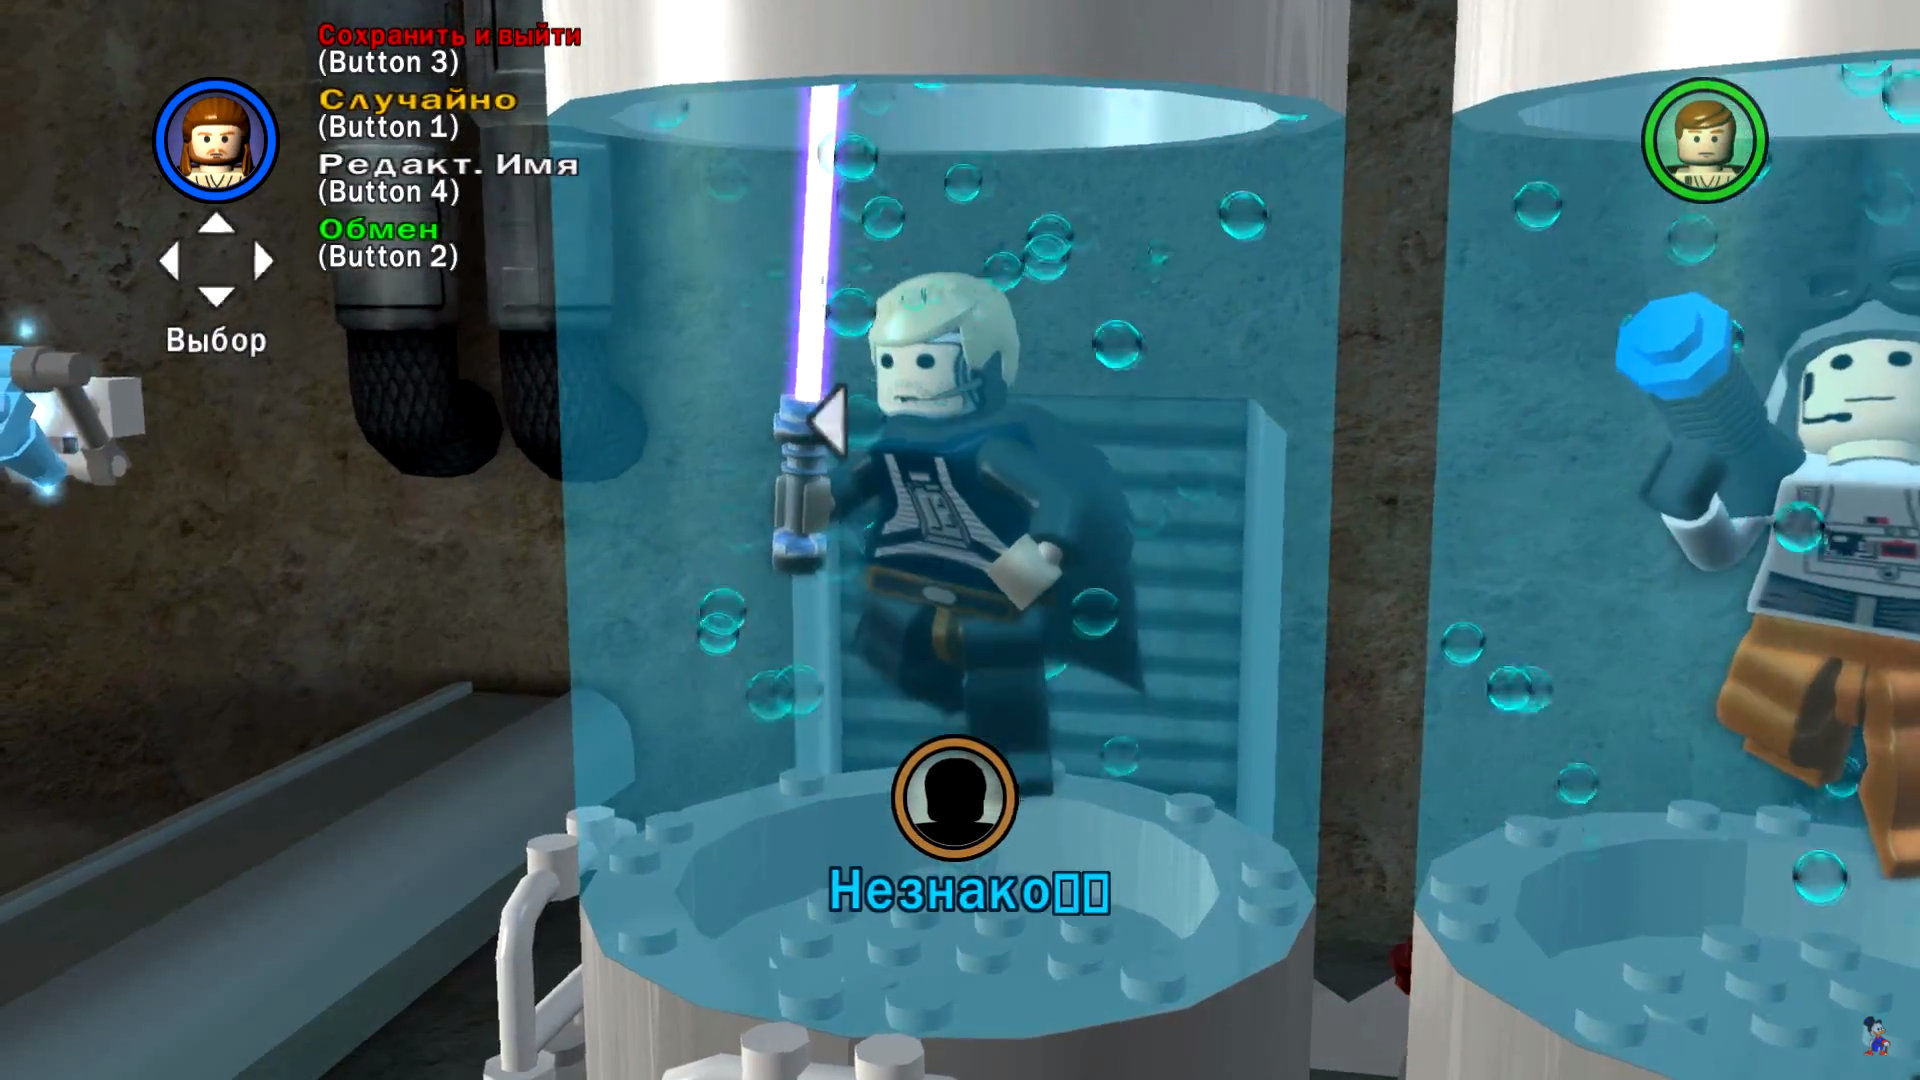 Сохранить и выйти
(Button 3)
Случайно
(Button 1)
Редакт. Имя
(Button 4)
Обмен
(Button 2)
Выбор
Незнако▯▯